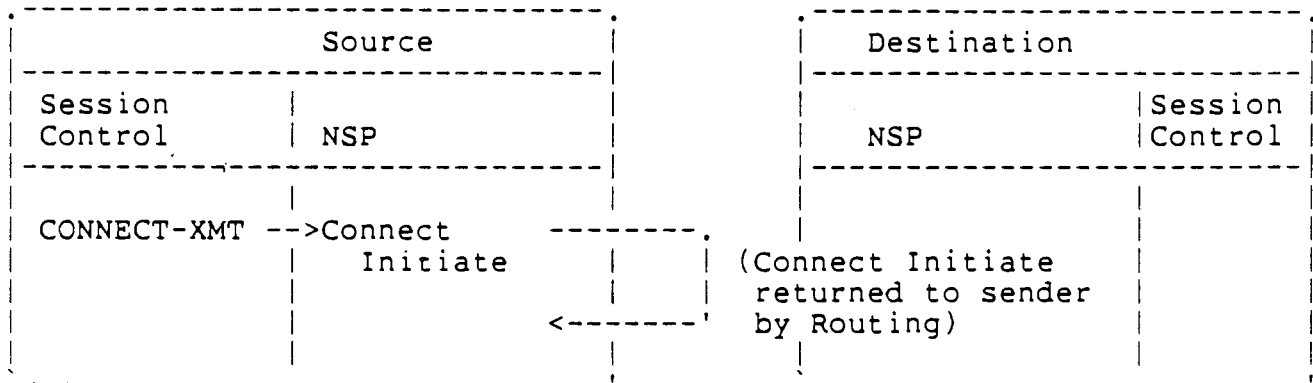 Source Destination
Session Session
Control NSP NSP Control
CONNECT-XMT -->Connect
Initiate (Connect Initiate
returned to sender
<-------' by Routing)